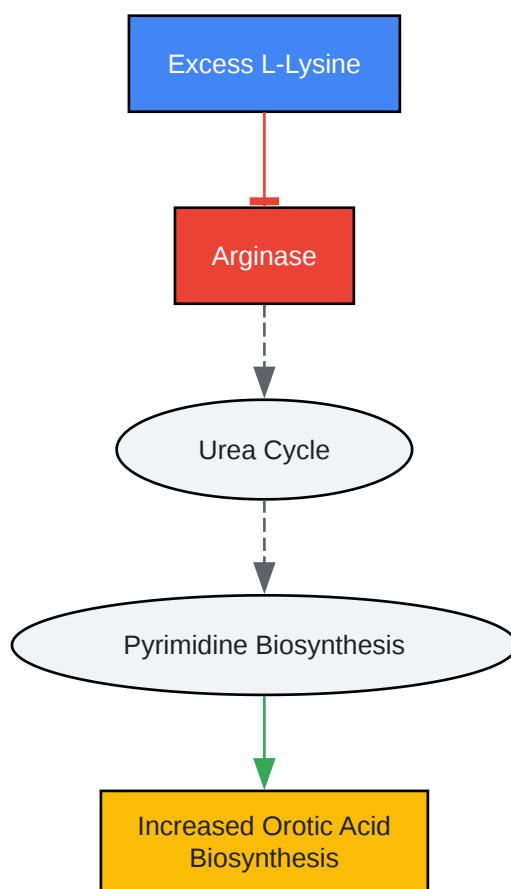 Excess L-Lysine
Arginase
Urea Cycle
Pyrimidine Biosynthesis
Increased Orotic Acid
Biosynthesis